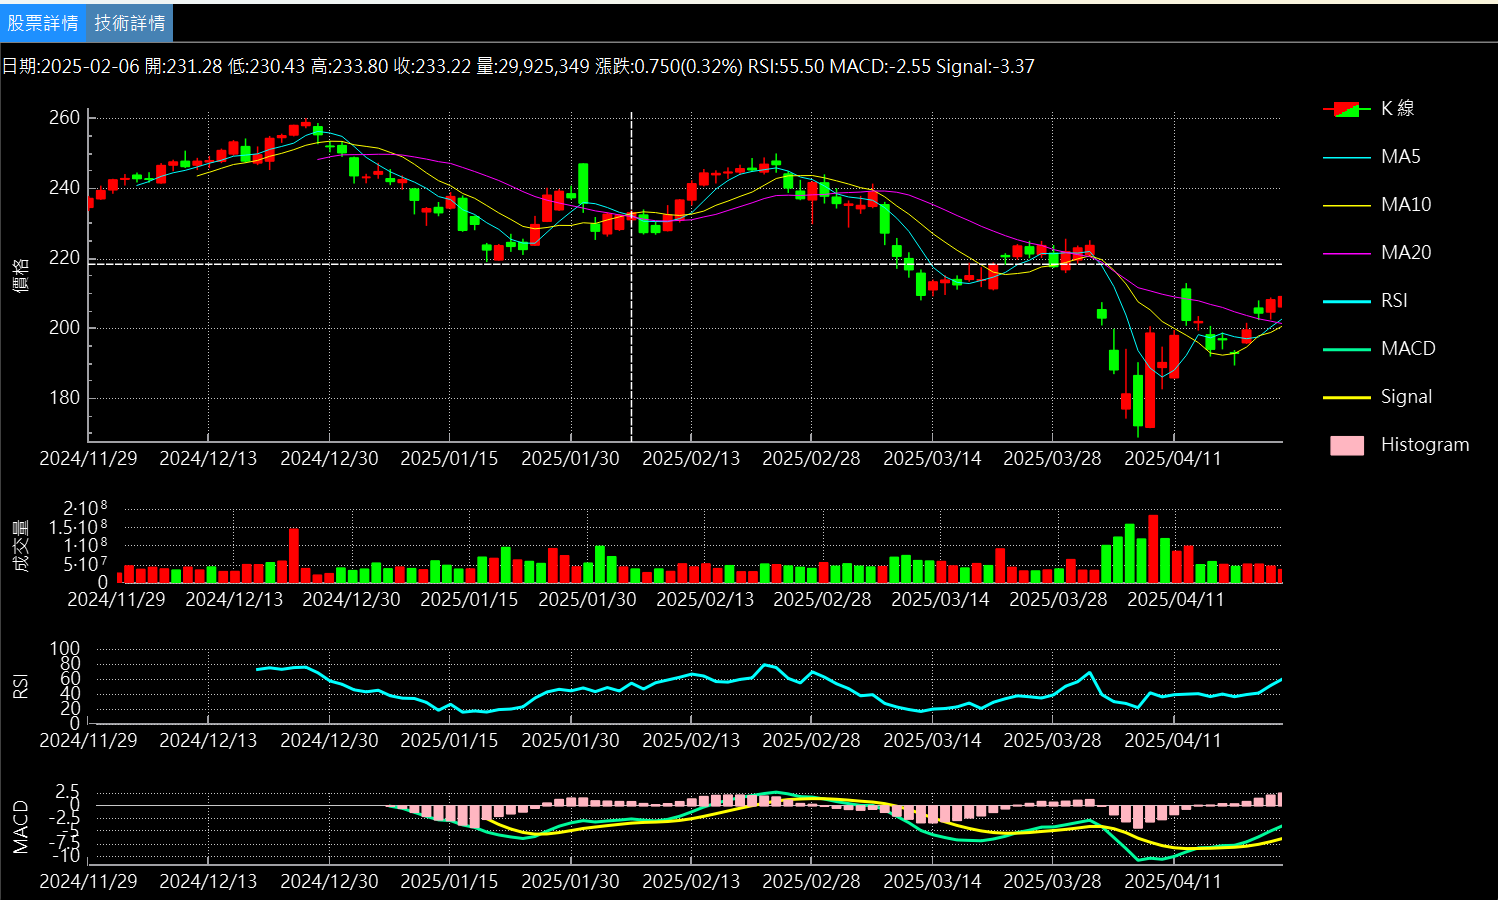 股票詳情 技術詳情
日期:2025-02-06 開:231.28 低:230.43 高:233.80 收:233.22 量:29,925,349 漲跌:0.750(0.32%) RSI:55.50 MACD:-2.55 Signal:-3.37
價格
260
240
220
200
180
2024/11/29 2024/12/13 2024/12/30 2025/01/15 2025/01/30 2025/02/13 2025/02/28 2025/03/14 2025/03/28 2025/04/11
K 線
MA5
MA10
MA20
RSI
MACD
Signal
Histogram
成交量
2·10⁸
1.5·10⁸
1·10⁸
5·10⁷
0
2024/11/29 2024/12/13 2024/12/30 2025/01/15 2025/01/30 2025/02/13 2025/02/28 2025/03/14 2025/03/28 2025/04/11
RSI
100
80
60
40
20
0
2024/11/29 2024/12/13 2024/12/30 2025/01/15 2025/01/30 2025/02/13 2025/02/28 2025/03/14 2025/03/28 2025/04/11
MACD
2.5
0
-2.5
-5
-7.5
-10
2024/11/29 2024/12/13 2024/12/30 2025/01/15 2025/01/30 2025/02/13 2025/02/28 2025/03/14 2025/03/28 2025/04/11